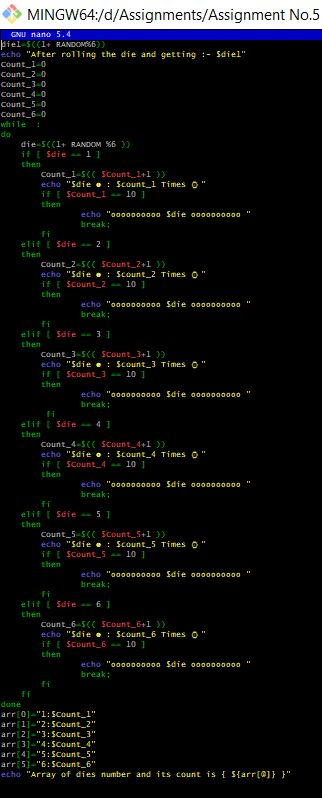 MINGW64:/d/Assignments/Assignment No.5
GNU nano 5.4
die1=$((1+ RANDOM%6))
echo "After rolling the die and getting :- $die1"
Count_1=0
Count_2=0
Count_3=0
Count_4=0
Count_5=0
Count_6=0
while :
do
die=$((1+ RANDOM %6 ))
if [ $die == 1 ]
then
Count_1=$(( $Count_1+1 ))
echo "$die ☻ : $count_1 Times ⌚ "
if [ $Count_1 == 10 ]
then
echo "oooooooooo $die oooooooooo "
break;
fi
elif [ $die == 2 ]
then
Count_2=$(( $Count_2+1 ))
echo "$die ☻ : $count_2 Times ⌚ "
if [ $Count_2 == 10 ]
then
echo "oooooooooo $die oooooooooo "
break;
fi
elif [ $die == 3 ]
then
Count_3=$(( $Count_3+1 ))
echo "$die ☻ : $count_3 Times ⌚ "
if [ $Count_3 == 10 ]
then
echo "oooooooooo $die oooooooooo "
break;
fi
elif [ $die == 4 ]
then
Count_4=$(( $Count_4+1 ))
echo "$die ☻ : $Count_4 Times ⌚ "
if [ $Count_4 == 10 ]
then
echo "oooooooooo $die oooooooooo "
break;
fi
elif [ $die == 5 ]
then
Count_5=$(( $Count_5+1 ))
echo "$die ☻ : $count_5 Times ⌚ "
if [ $Count_5 == 10 ]
then
echo "oooooooooo $die oooooooooo "
break;
fi
elif [ $die == 6 ]
then
Count_6=$(( $Count_6+1 ))
echo "$die ☻ : $count_6 Times ⌚ "
if [ $Count_6 == 10 ]
then
echo "oooooooooo $die oooooooooo "
break;
fi
fi
done
arr[0]="1:$Count_1"
arr[1]="2:$Count_2"
arr[2]="3:$Count_3"
arr[3]="4:$Count_4"
arr[4]="5:$Count_5"
arr[5]="6:$Count_6"
echo "Array of dies number and its count is { ${arr[@]} }"